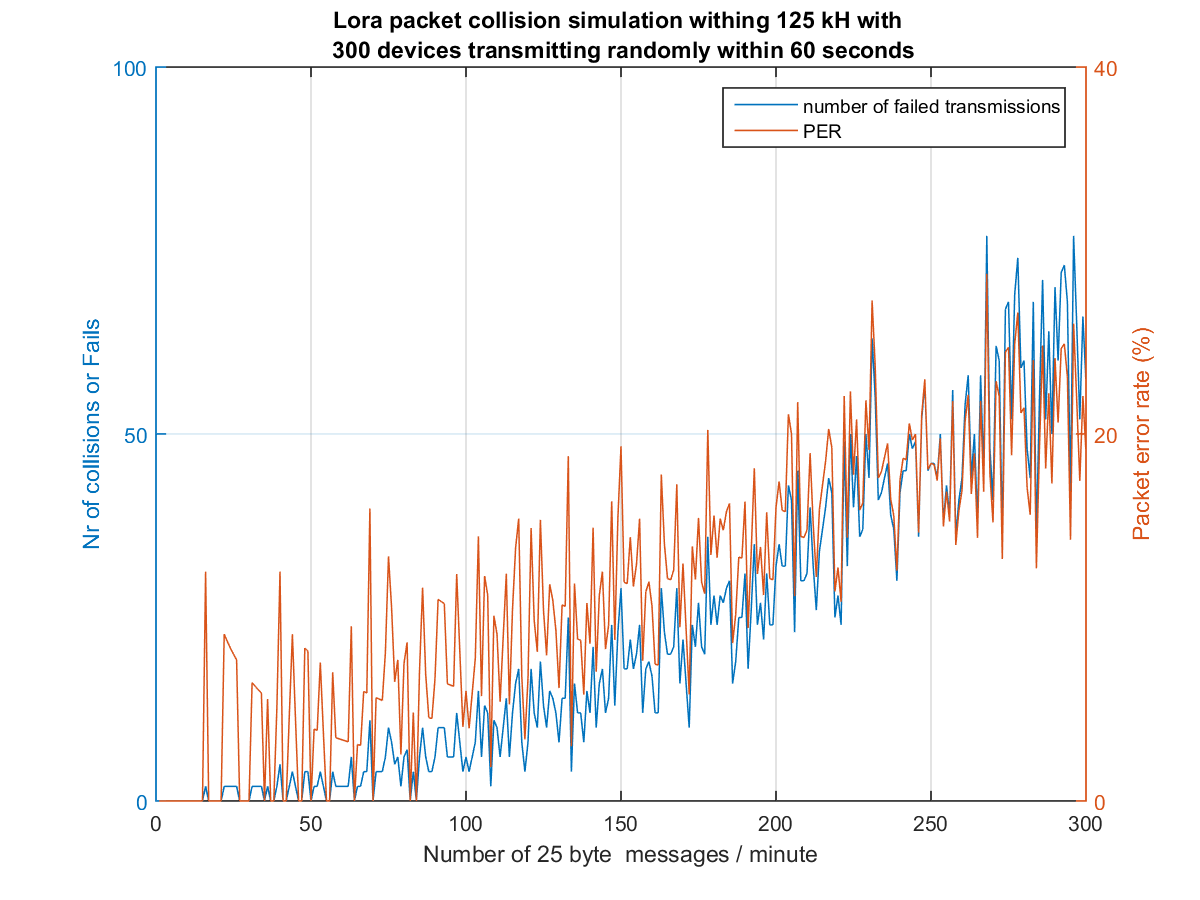 Lora packet collision simulation withing 125 kH with
300 devices transmitting randomly within 60 seconds
100
40
number of failed transmissions
PER
Nr of collisions or Fails
50
20
Packet error rate (%)
0
0
0 50 100 150 200 250 300
Number of 25 byte  messages / minute